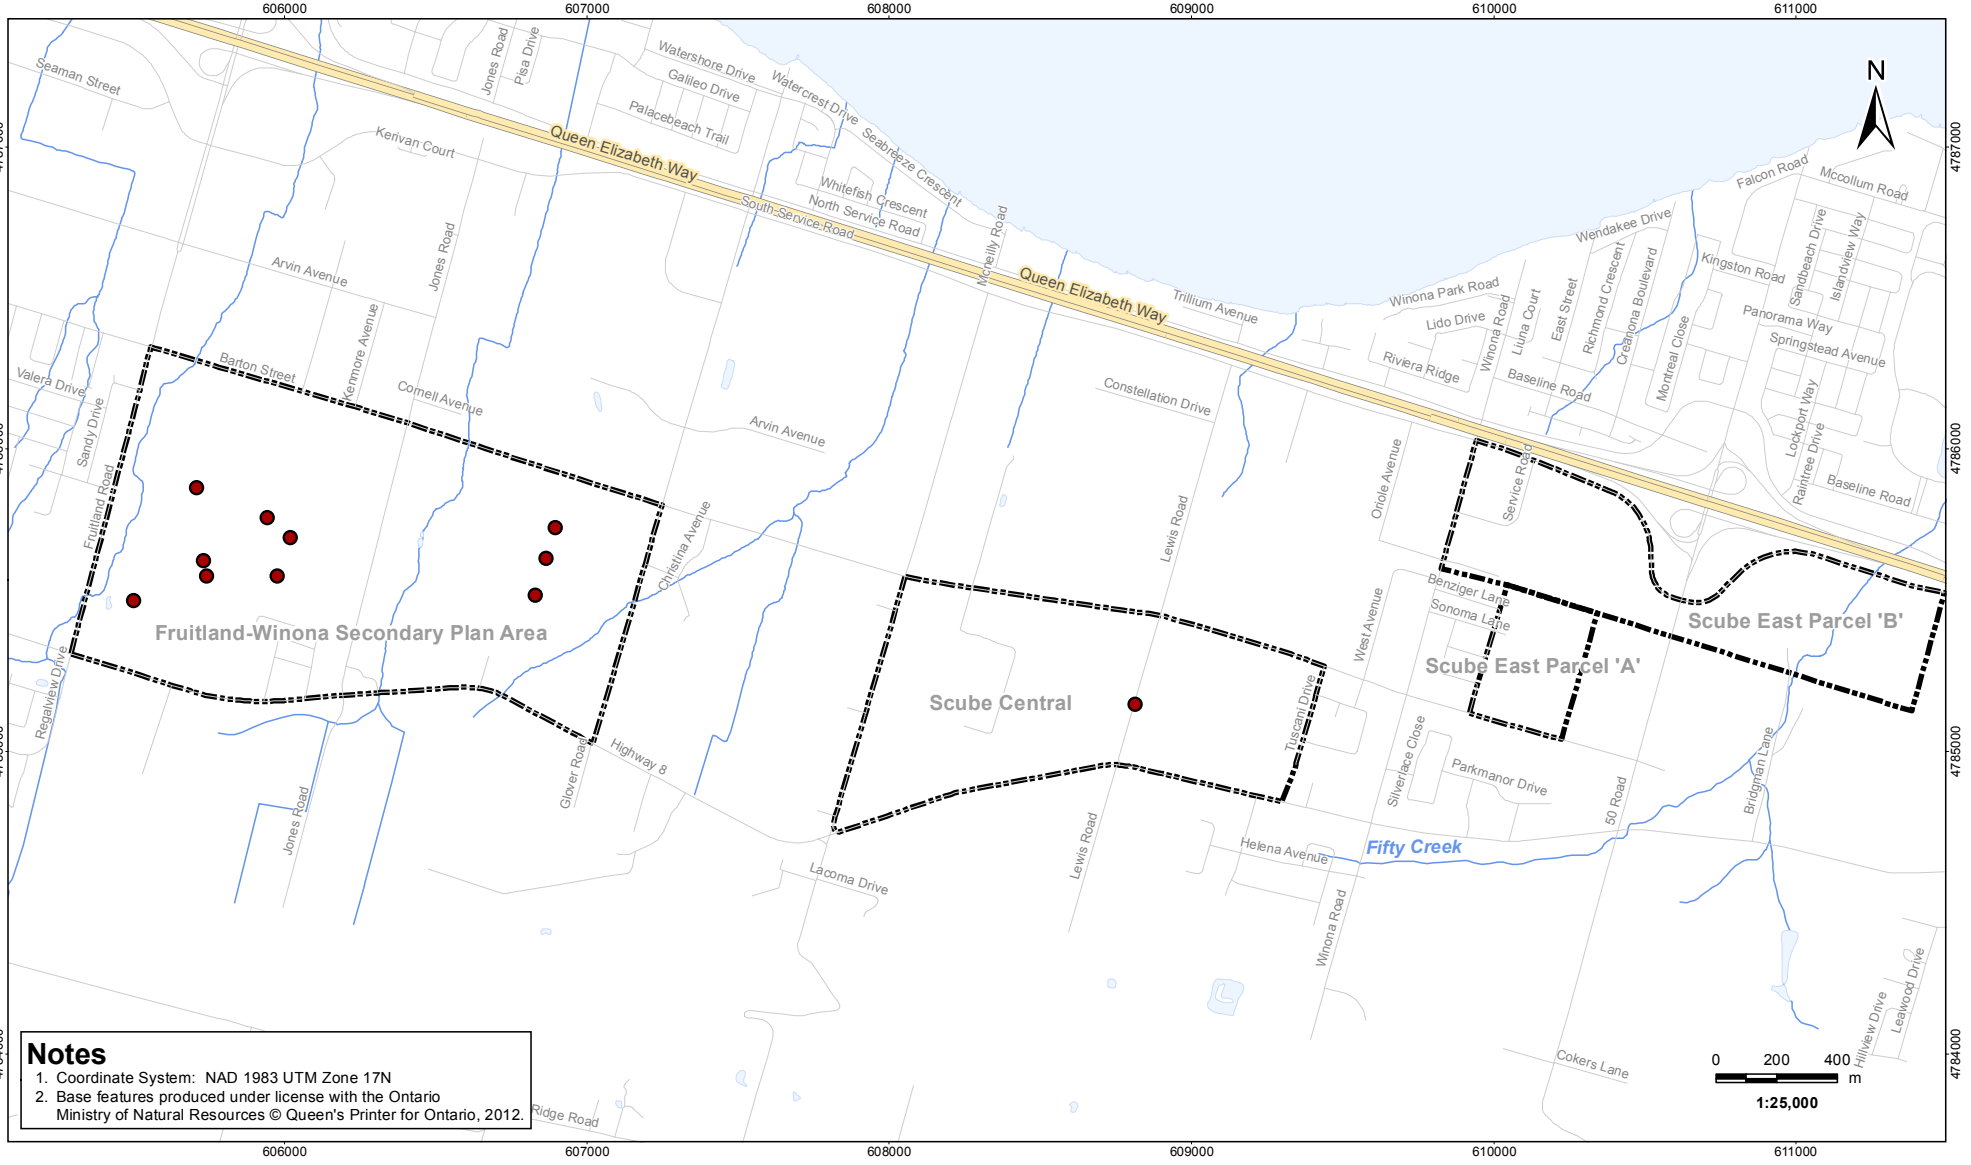 606000
607000
608000
609000
610000
611000
Seaman Street
Jones Road
Pisa Drive
Watershore Drive
Galileo Drive
Palacebeach Trail
Watercrest Drive
Seabreeze Crescent
Kerivan Court
Queen Elizabeth Way
Whitefish Crescent
North Service Road
South Service Road
Mcneilly Road
N
4787000
Falcon Road
Mccollum Road
Wendakee Drive
Sandbeach Drive
Islandview Way
Kingston Road
Arvin Avenue
Jones Road
Queen Elizabeth Way
Trillium Avenue
Winona Park Road
Lido Drive
Riviera Ridge
Winona Road
Liuna Court
East Street
Richmond Crescent
Creanona Boulevard
Montreal Close
Panorama Way
Springstead Avenue
Baseline Road
Lockport Way
Raintree Drive
Baseline Road
Valera Drive
Sandy Drive
Barton Street
Kenmore Avenue
Cornell Avenue
Arvin Avenue
Constellation Drive
Oriole Avenue
Service Road
4786000
Fruitland Road
Christina Avenue
Lewis Road
Benziger Lane
Sonoma Lane
West Avenue
Fruitland-Winona Secondary Plan Area
Scube Central
Scube East Parcel 'A'
Scube East Parcel 'B'
Regalview Drive
Tuscani Drive
Silverlace Close
Parkmanor Drive
50 Road
Bridgman Lane
4785000
Glover Road
Highway 8
Jones Road
Lewis Road
Lacoma Drive
Helena Avenue
Fifty Creek
Winona Road
Hillview Drive
Leawood Drive
Cokers Lane
4784000
Ridge Road
Notes
1. Coordinate System: NAD 1983 UTM Zone 17N
2. Base features produced under license with the Ontario
Ministry of Natural Resources © Queen's Printer for Ontario, 2012.
0 200 400
m
1:25,000
606000
607000
608000
609000
610000
611000